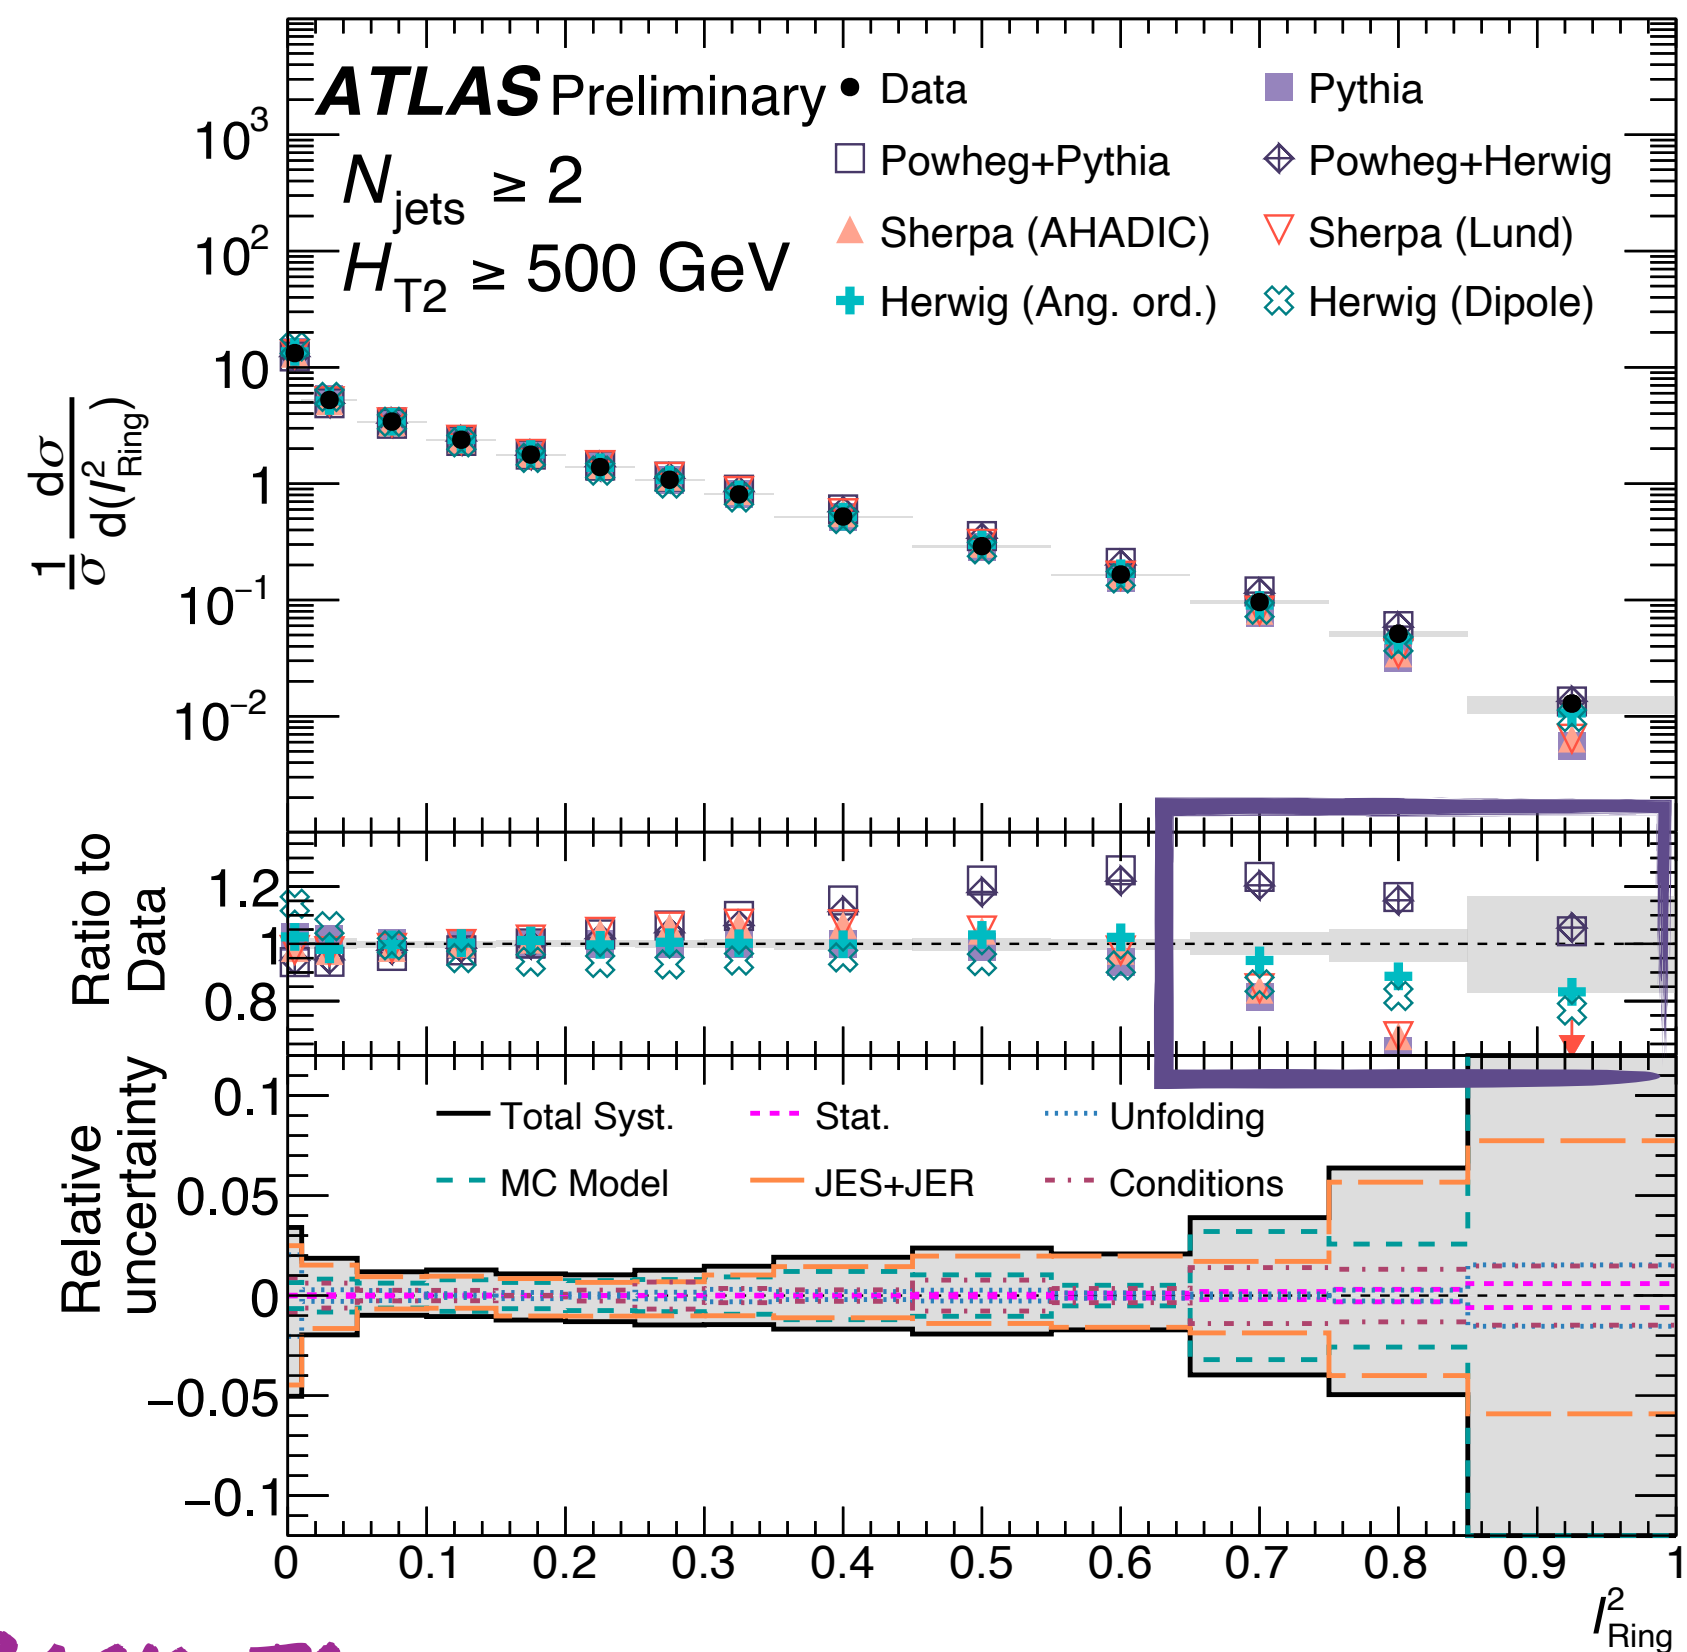 ATLAS Preliminary
N_jets ≥ 2
H_T2 ≥ 500 GeV
Data
Pythia
Powheg+Pythia
Powheg+Herwig
Sherpa (AHADIC)
Sherpa (Lund)
Herwig (Ang. ord.)
Herwig (Dipole)
1/σ dσ/d(I²_Ring)
10³
10²
10
1
10⁻¹
10⁻²
Ratio to
Data
1.2
1
0.8
Relative
uncertainty
0.1
0.05
0
−0.05
−0.1
Total Syst.
Stat.
Unfolding
MC Model
JES+JER
Conditions
0 0.1 0.2 0.3 0.4 0.5 0.6 0.7 0.8 0.9 1
I²_Ring